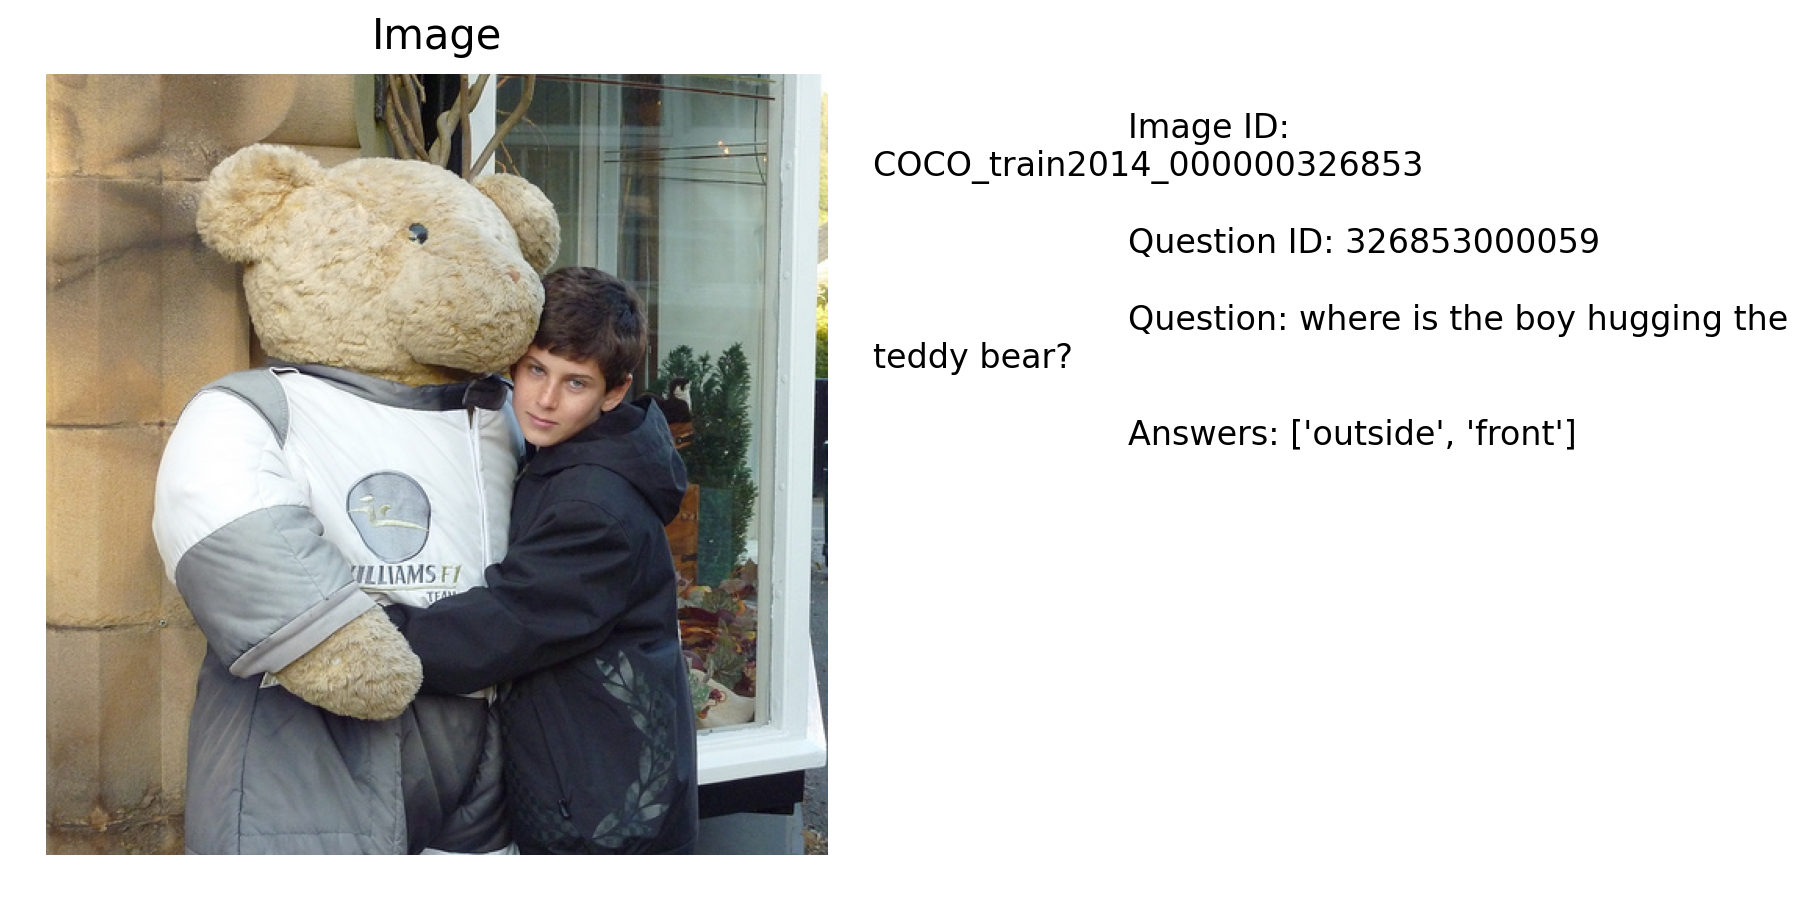 Image
Image ID:
COCO_train2014_000000326853
Question ID: 326853000059
Question: where is the boy hugging the
teddy bear?
Answers: ['outside', 'front']
WILLIAMS F1
TEAM